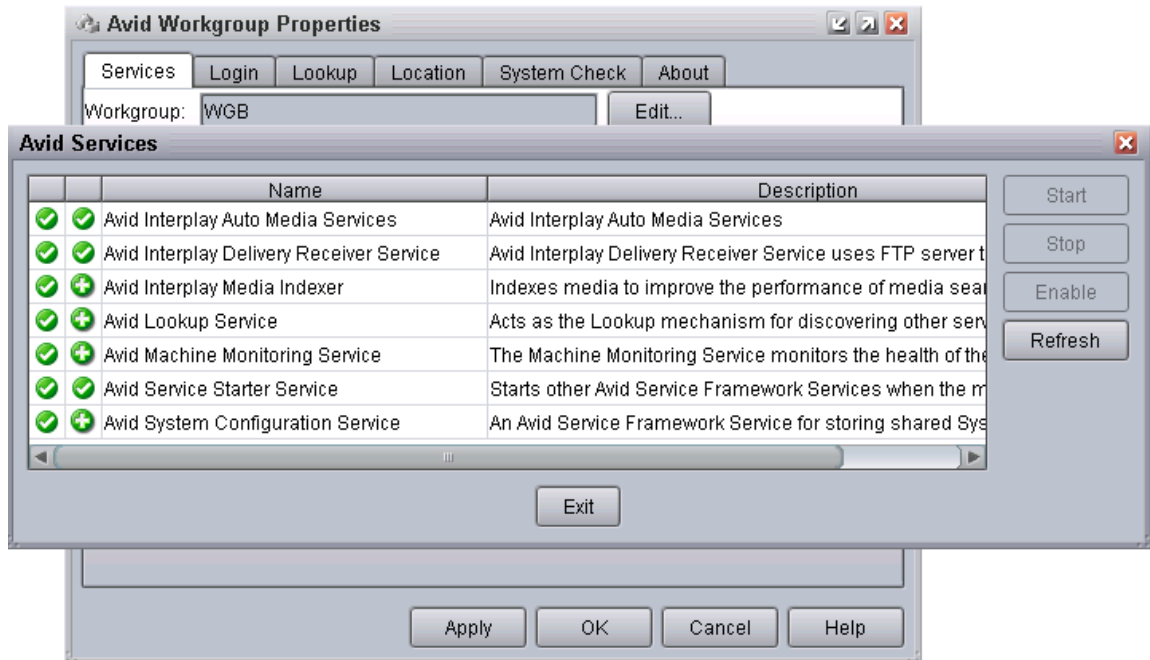 Avid Workgroup Properties
Services Login Lookup Location System Check About
Workgroup: WGB Edit...
Avid Services
Name Description
Avid Interplay Auto Media Services Avid Interplay Auto Media Services
Avid Interplay Delivery Receiver Service Avid Interplay Delivery Receiver Service uses FTP server t
Avid Interplay Media Indexer Indexes media to improve the performance of media sear
Avid Lookup Service Acts as the Lookup mechanism for discovering other serv
Avid Machine Monitoring Service The Machine Monitoring Service monitors the health of the
Avid Service Starter Service Starts other Avid Service Framework Services when the m
Avid System Configuration Service An Avid Service Framework Service for storing shared Sys
Start
Stop
Enable
Refresh
Exit
Apply OK Cancel Help